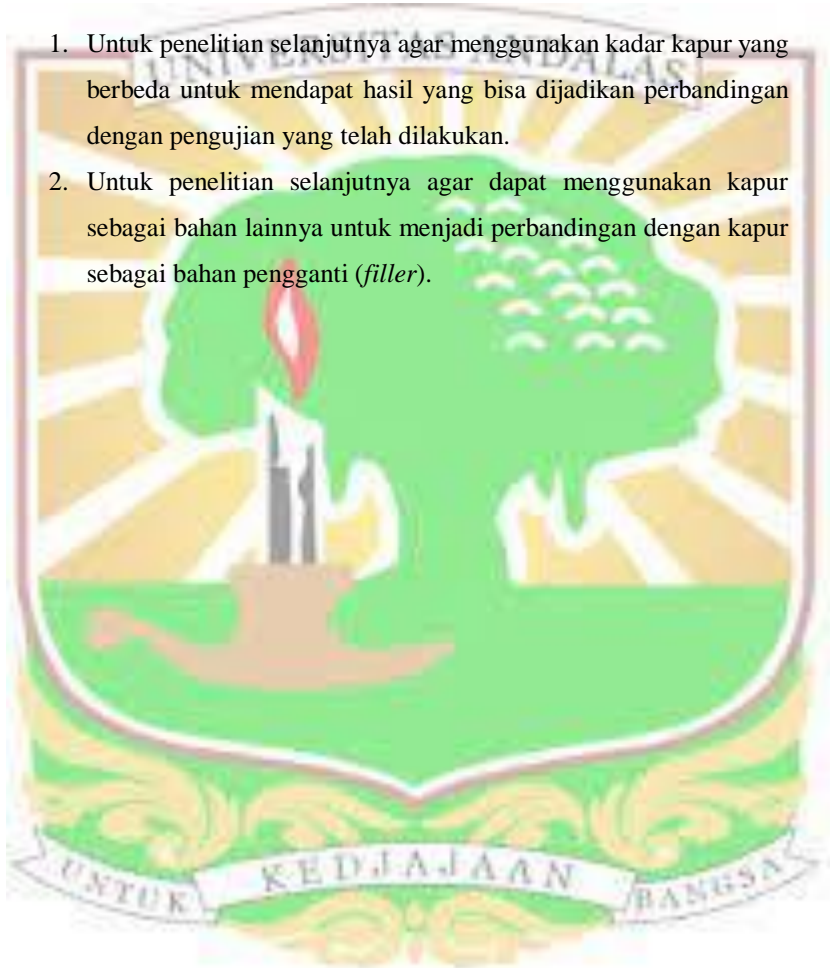 UNIVERSITAS ANDALAS
1. Untuk penelitian selanjutnya agar menggunakan kadar kapur yang
berbeda untuk mendapat hasil yang bisa dijadikan perbandingan
dengan pengujian yang telah dilakukan.
2. Untuk penelitian selanjutnya agar dapat menggunakan kapur
sebagai bahan lainnya untuk menjadi perbandingan dengan kapur
sebagai bahan pengganti (filler).
UNTUK KEDJAJAAN BANGSA